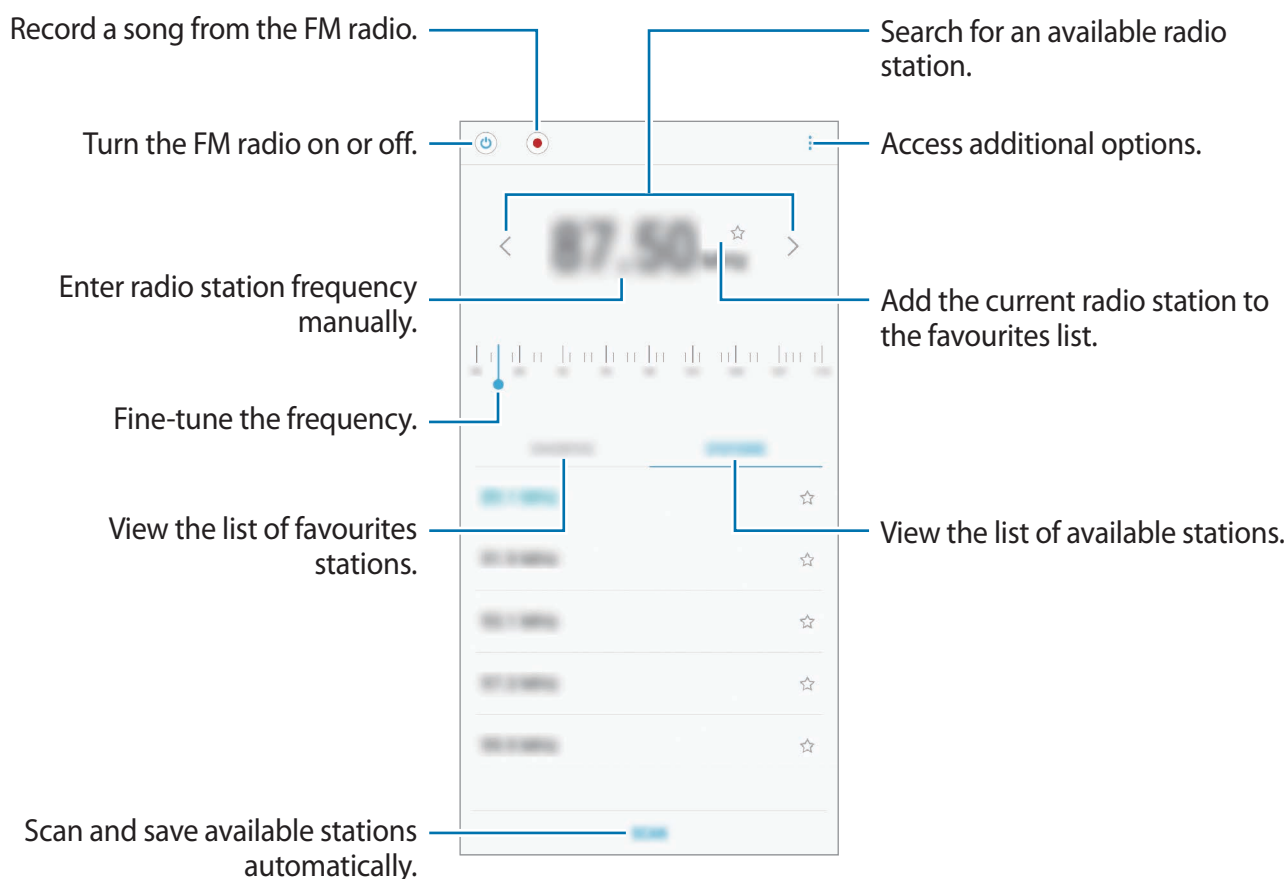 Record a song from the FM radio.
Search for an available radio
station.
Turn the FM radio on or off.
Access additional options.
87.50
Enter radio station frequency
manually.
Add the current radio station to
the favourites list.
Fine-tune the frequency.
View the list of favourites
stations.
View the list of available stations.
SCAN
Scan and save available stations
automatically.